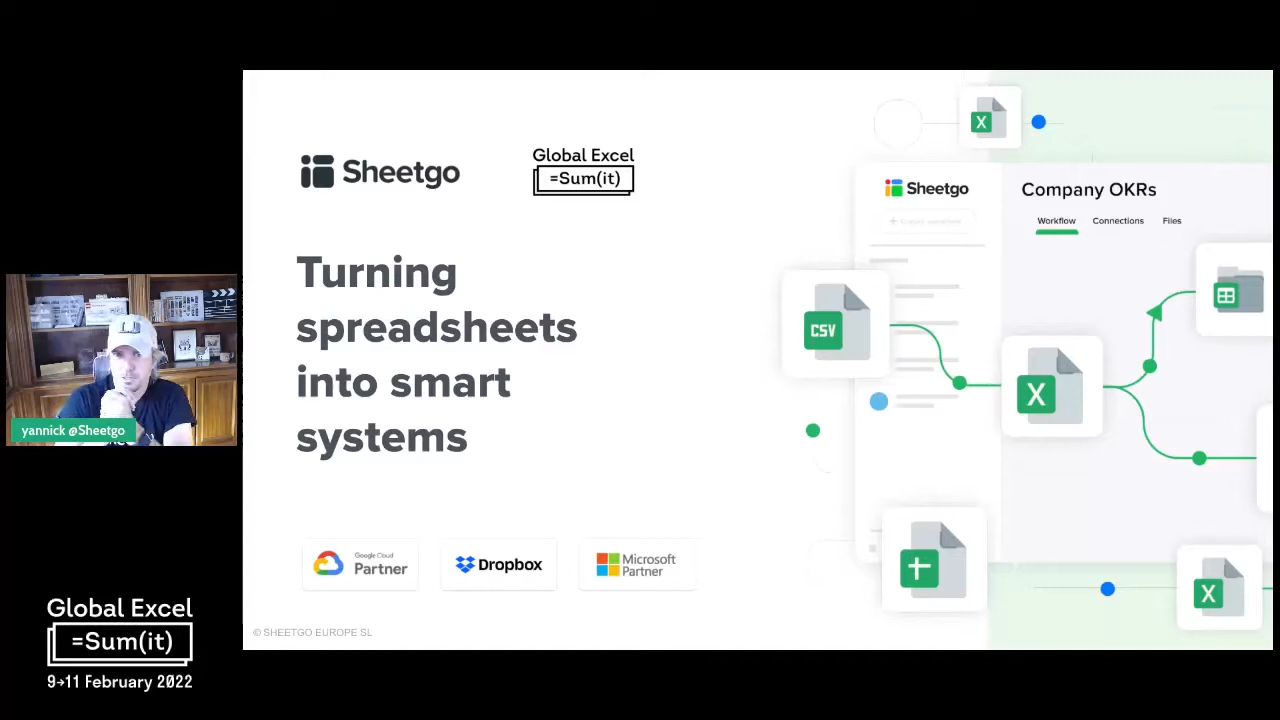 Sheetgo
Global Excel
=Sum(it)
Turning
spreadsheets
into smart
systems
Google Cloud
Partner
Dropbox
Microsoft
Partner
© SHEETGO EUROPE SL
Sheetgo
Company OKRs
Workflow
Connections
Files
X
CSV
X
X
yannick @Sheetgo
Global Excel
=Sum(it)
9→11 February 2022